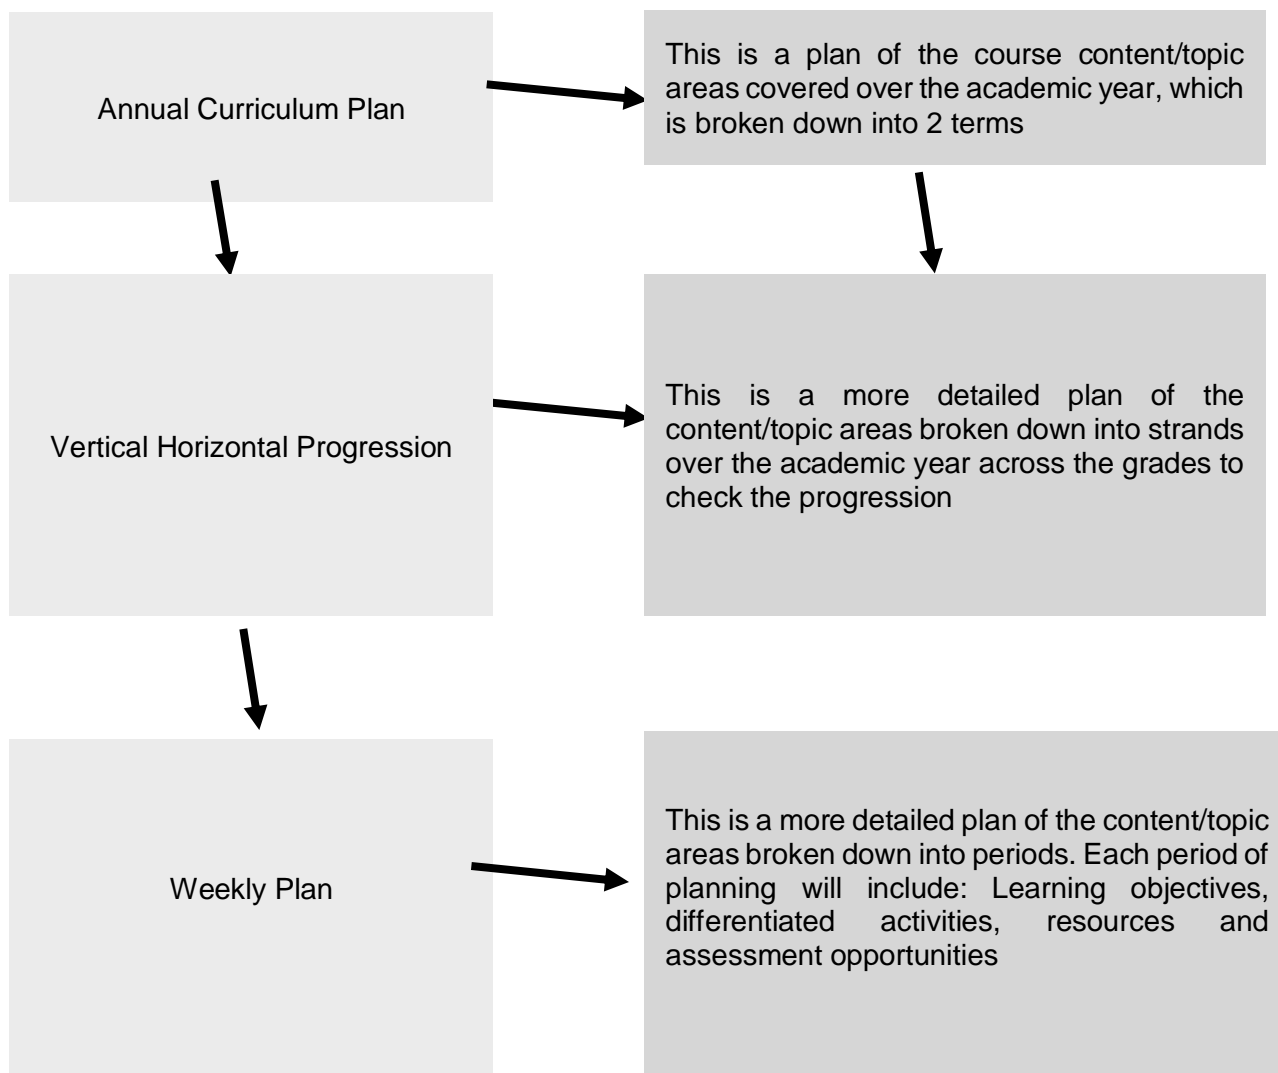 Annual Curriculum Plan
This is a plan of the course content/topic
areas covered over the academic year, which
is broken down into 2 terms
Vertical Horizontal Progression
This is a more detailed plan of the
content/topic areas broken down into strands
over the academic year across the grades to
check the progression
Weekly Plan
This is a more detailed plan of the content/topic
areas broken down into periods. Each period of
planning will include: Learning objectives,
differentiated activities, resources and
assessment opportunities